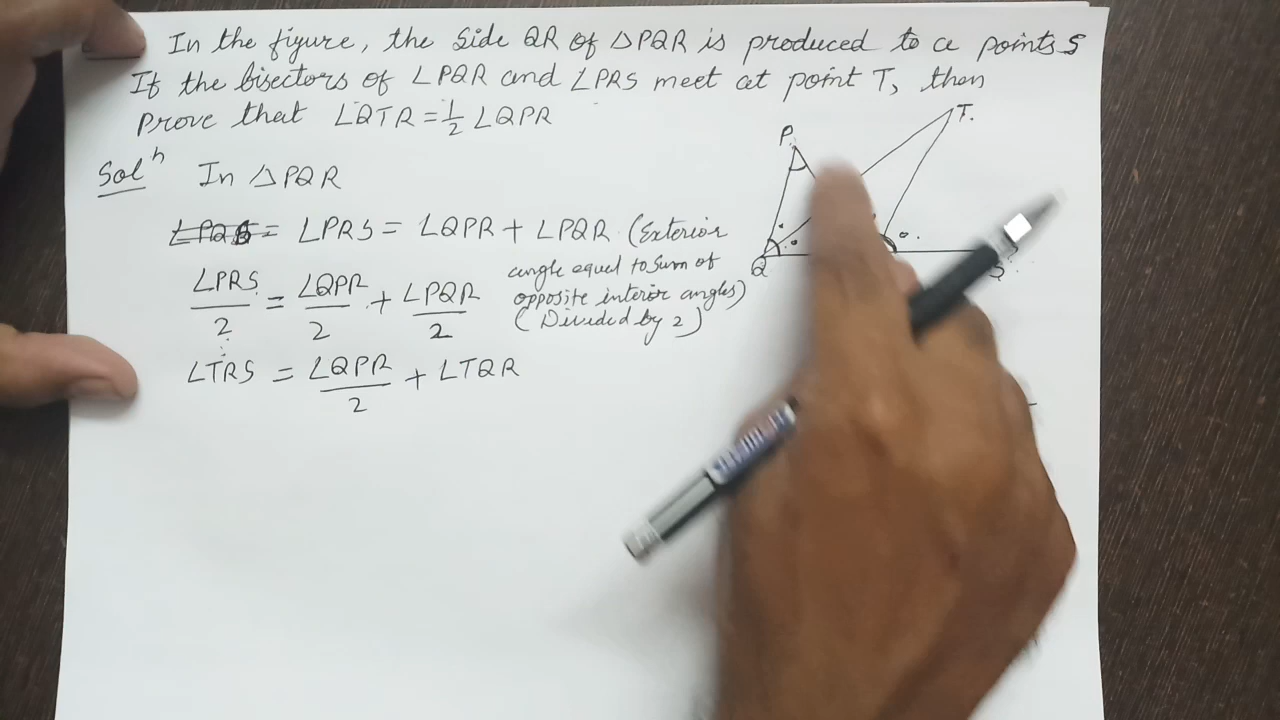 In the figure, the side QR of △PQR is produced to a points S
If the bisectors of ∠PQR and ∠PRS meet at point T, then
Prove that ∠QTR = 1/2 ∠QPR
Solⁿ In △PQR
∠PRS = ∠QPR + ∠PQR (Exterior
angle equal to sum of
opposite interior angles)
∠PRS/2 = ∠QPR/2 + ∠PQR/2 (Divided by 2)
∠TRS = ∠QPR/2 + ∠TQR
P
T.
Q
S